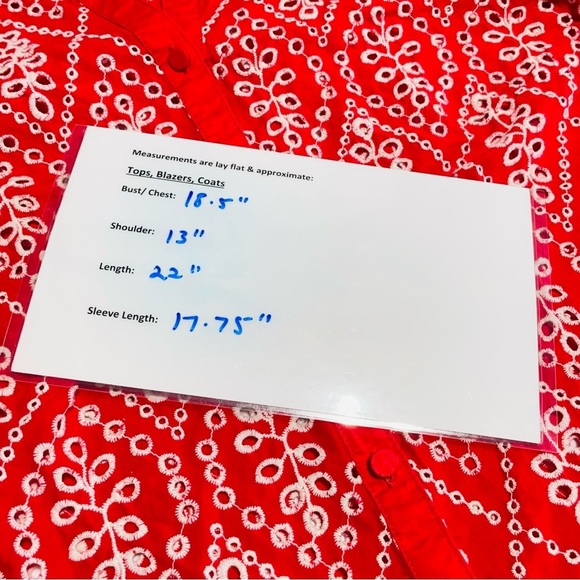 Measurements are lay flat & approximate:
Tops, Blazers, Coats
Bust/ Chest: 18.5"
Shoulder: 13"
Length: 22"
Sleeve Length: 17.75"